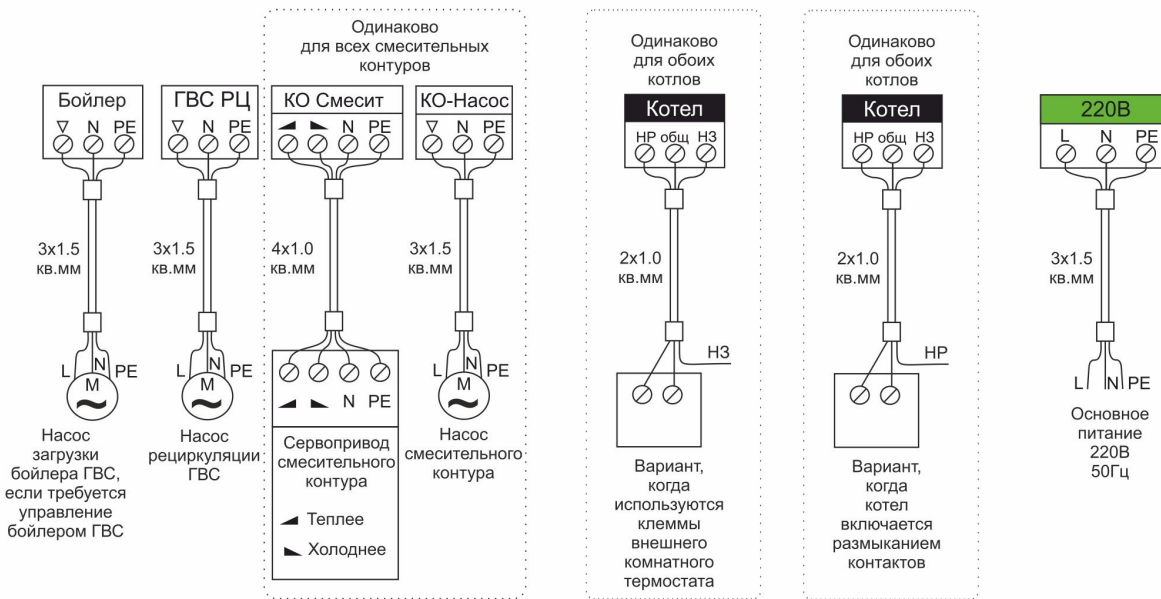 Одинаково
для всех смесительных
контуров
Бойлер
▽ N PE
3x1.5
кв.мм
L N PE
M
Насос
загрузки
бойлера ГВС,
если требуется
управление
бойлером ГВС
ГВС РЦ
▽ N PE
3x1.5
кв.мм
L N PE
M
Насос
рециркуляции
ГВС
КО Смесит
N PE
4x1.0
кв.мм
N PE
Сервопривод
смесительного
контура
Теплее
Холоднее
КО-Насос
▽ N PE
3x1.5
кв.мм
L N PE
M
Насос
смесительного
контура
Одинаково
для обоих
котлов
Котел
НР общ НЗ
2x1.0
кв.мм
НЗ
Вариант,
когда
используются
клеммы
внешнего
комнатного
термостата
Одинаково
для обоих
котлов
Котел
НР общ НЗ
2x1.0
кв.мм
НР
Вариант,
когда
котел
включается
размыканием
контактов
220В
L N PE
3x1.5
кв.мм
L N PE
Основное
питание
220В
50Гц